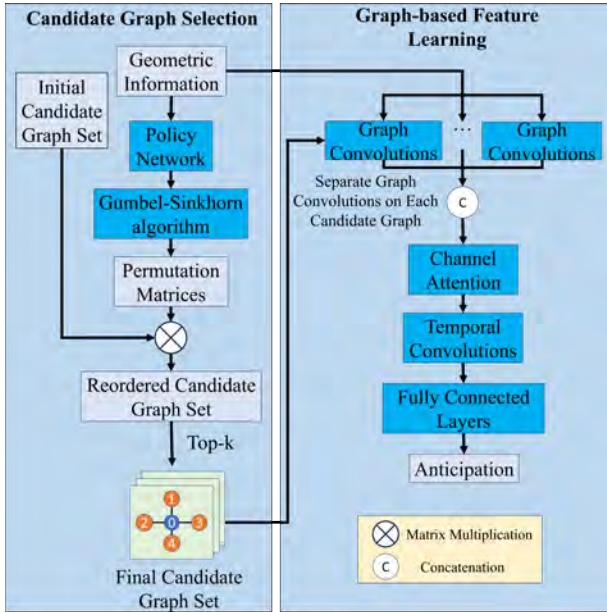 Candidate Graph Selection
Initial
Candidate
Graph Set
Geometric
Information
Policy
Network
Gumbel-Sinkhorn
algorithm
Permutation
Matrices
Reordered Candidate
Graph Set
Top-k
1
2 0 3
4
Final Candidate
Graph Set
Graph-based Feature
Learning
Graph
Convolutions
...
Graph
Convolutions
Separate Graph
Convolutions on Each
Candidate Graph
C
Channel
Attention
Temporal
Convolutions
Fully Connected
Layers
Anticipation
Matrix Multiplication
C Concatenation